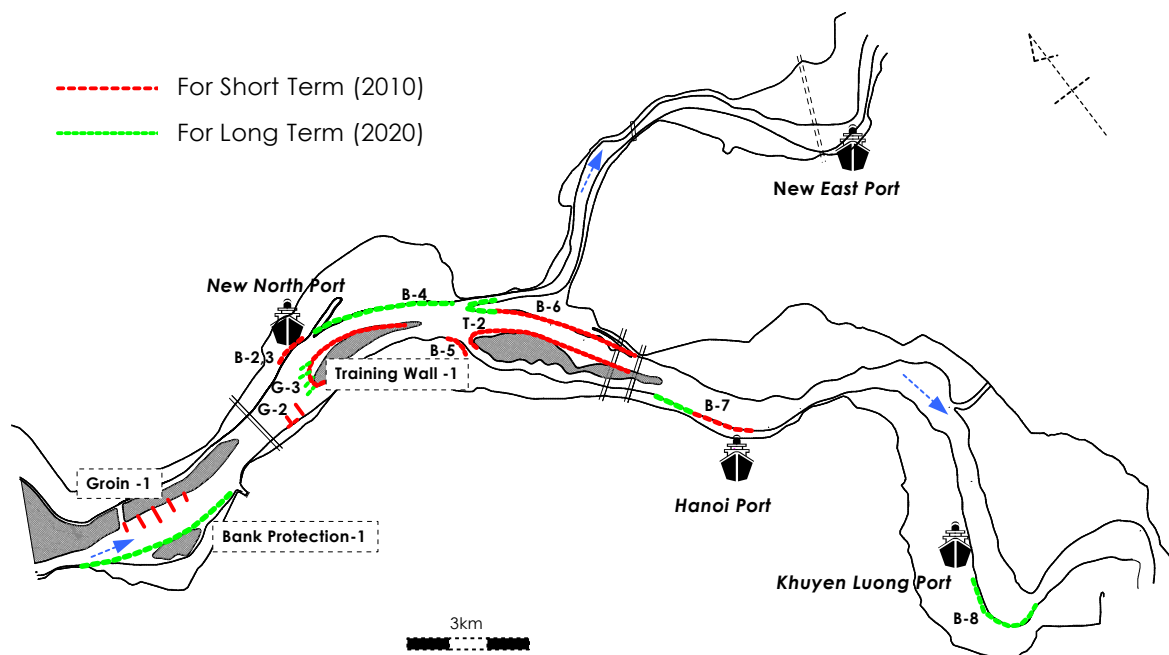 For Short Term (2010)
For Long Term (2020)
New East Port
New North Port
B-4
B-6
T-2
B-2,3
B-5
Training Wall -1
G-3
G-2
B-7
Groin -1
Hanoi Port
Bank Protection-1
Khuyen Luong Port
B-8
3km